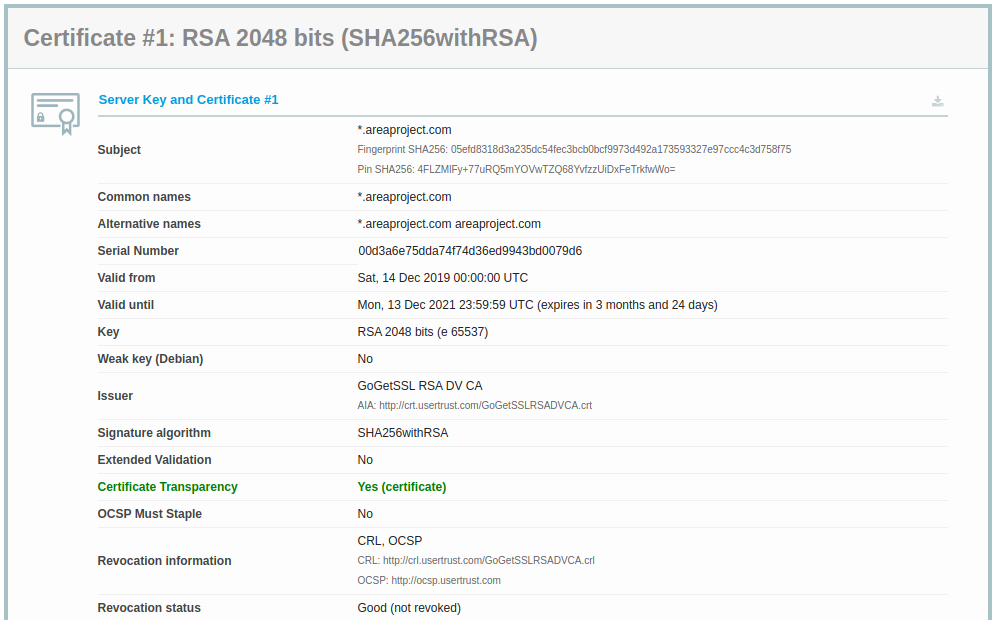 Certificate #1: RSA 2048 bits (SHA256withRSA)
Server Key and Certificate #1
Subject
*.areaproject.com
Fingerprint SHA256: 05efd8318d3a235dc54fec3bcb0bcf9973d492a173593327e97ccc4c3d758f75
Pin SHA256: 4FLZMlFy+77uRQ5mYOVwTZQ68YvfzzUiDxFeTrkfwWo=
Common names *.areaproject.com
Alternative names *.areaproject.com areaproject.com
Serial Number 00d3a6e75dda74f74d36ed9943bd0079d6
Valid from Sat, 14 Dec 2019 00:00:00 UTC
Valid until Mon, 13 Dec 2021 23:59:59 UTC (expires in 3 months and 24 days)
Key RSA 2048 bits (e 65537)
Weak key (Debian) No
Issuer
GoGetSSL RSA DV CA
AIA: http://crt.usertrust.com/GoGetSSLRSADVCA.crt
Signature algorithm SHA256withRSA
Extended Validation No
Certificate Transparency Yes (certificate)
OCSP Must Staple No
Revocation information
CRL, OCSP
CRL: http://crl.usertrust.com/GoGetSSLRSADVCA.crl
OCSP: http://ocsp.usertrust.com
Revocation status Good (not revoked)